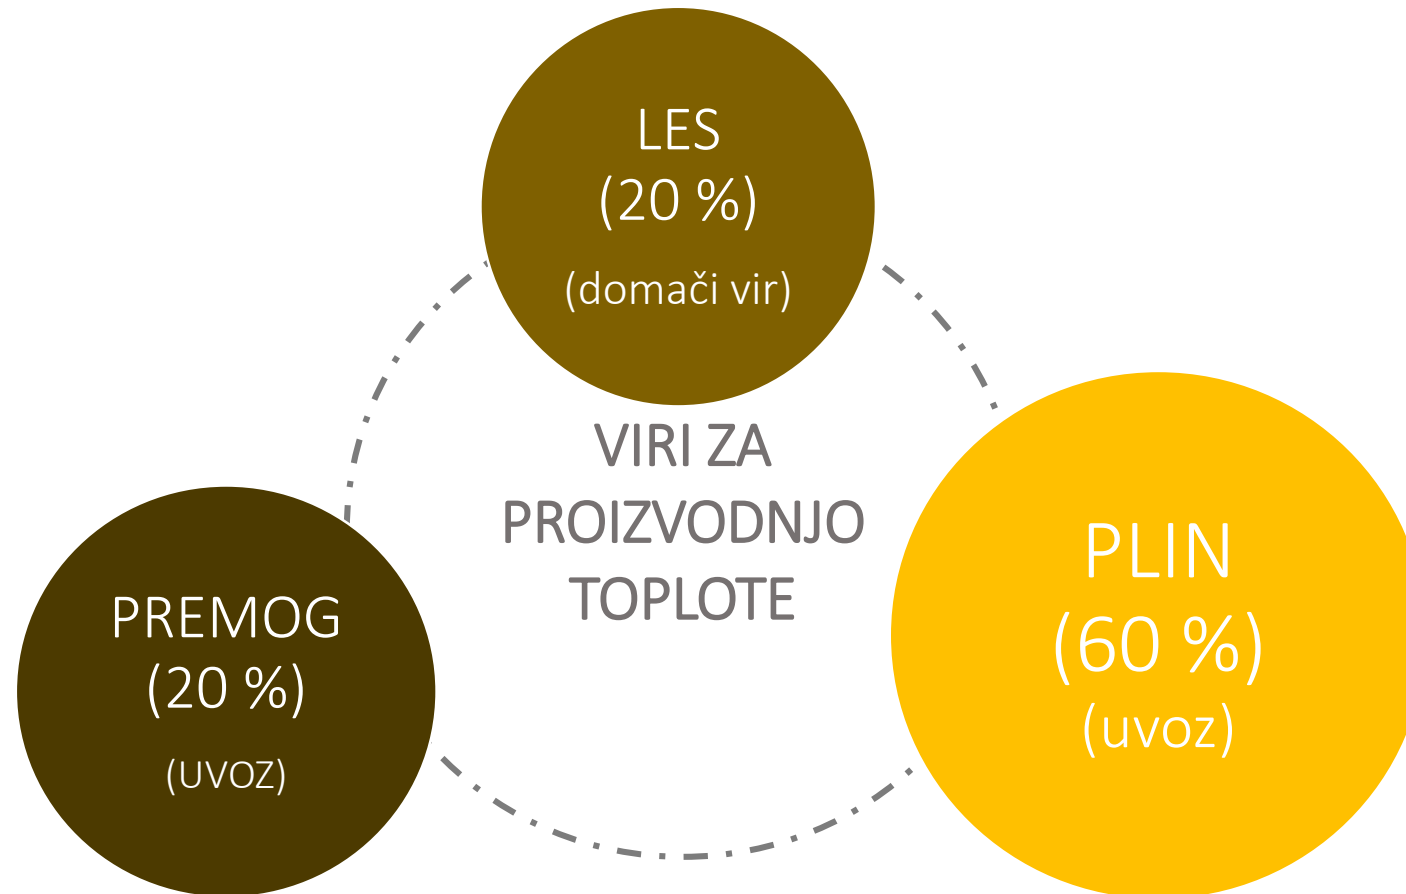 LES
(20 %)
(domači vir)
VIRI ZA
PROIZVODNJO
TOPLOTE
PLIN
(60 %)
(uvoz)
PREMOG
(20 %)
(UVOZ)